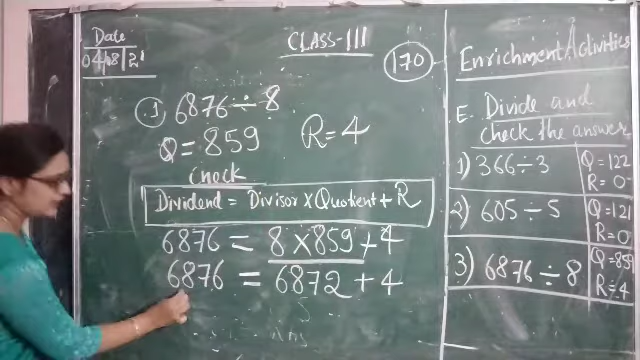 Date
04/8/21
CLASS-III
170
3) 6876 ÷ 8
Q = 859 R = 4
Check
Dividend = Divisor × Quotient + R
6876 = 8 × 859 + 4
6876 = 6872 + 4
Enrichment Activities
E. Divide and
check the answer
1) 366 ÷ 3 Q = 122
R = 0
2) 605 ÷ 5 Q = 121
R = 0
3) 6876 ÷ 8 Q = 859
R = 4